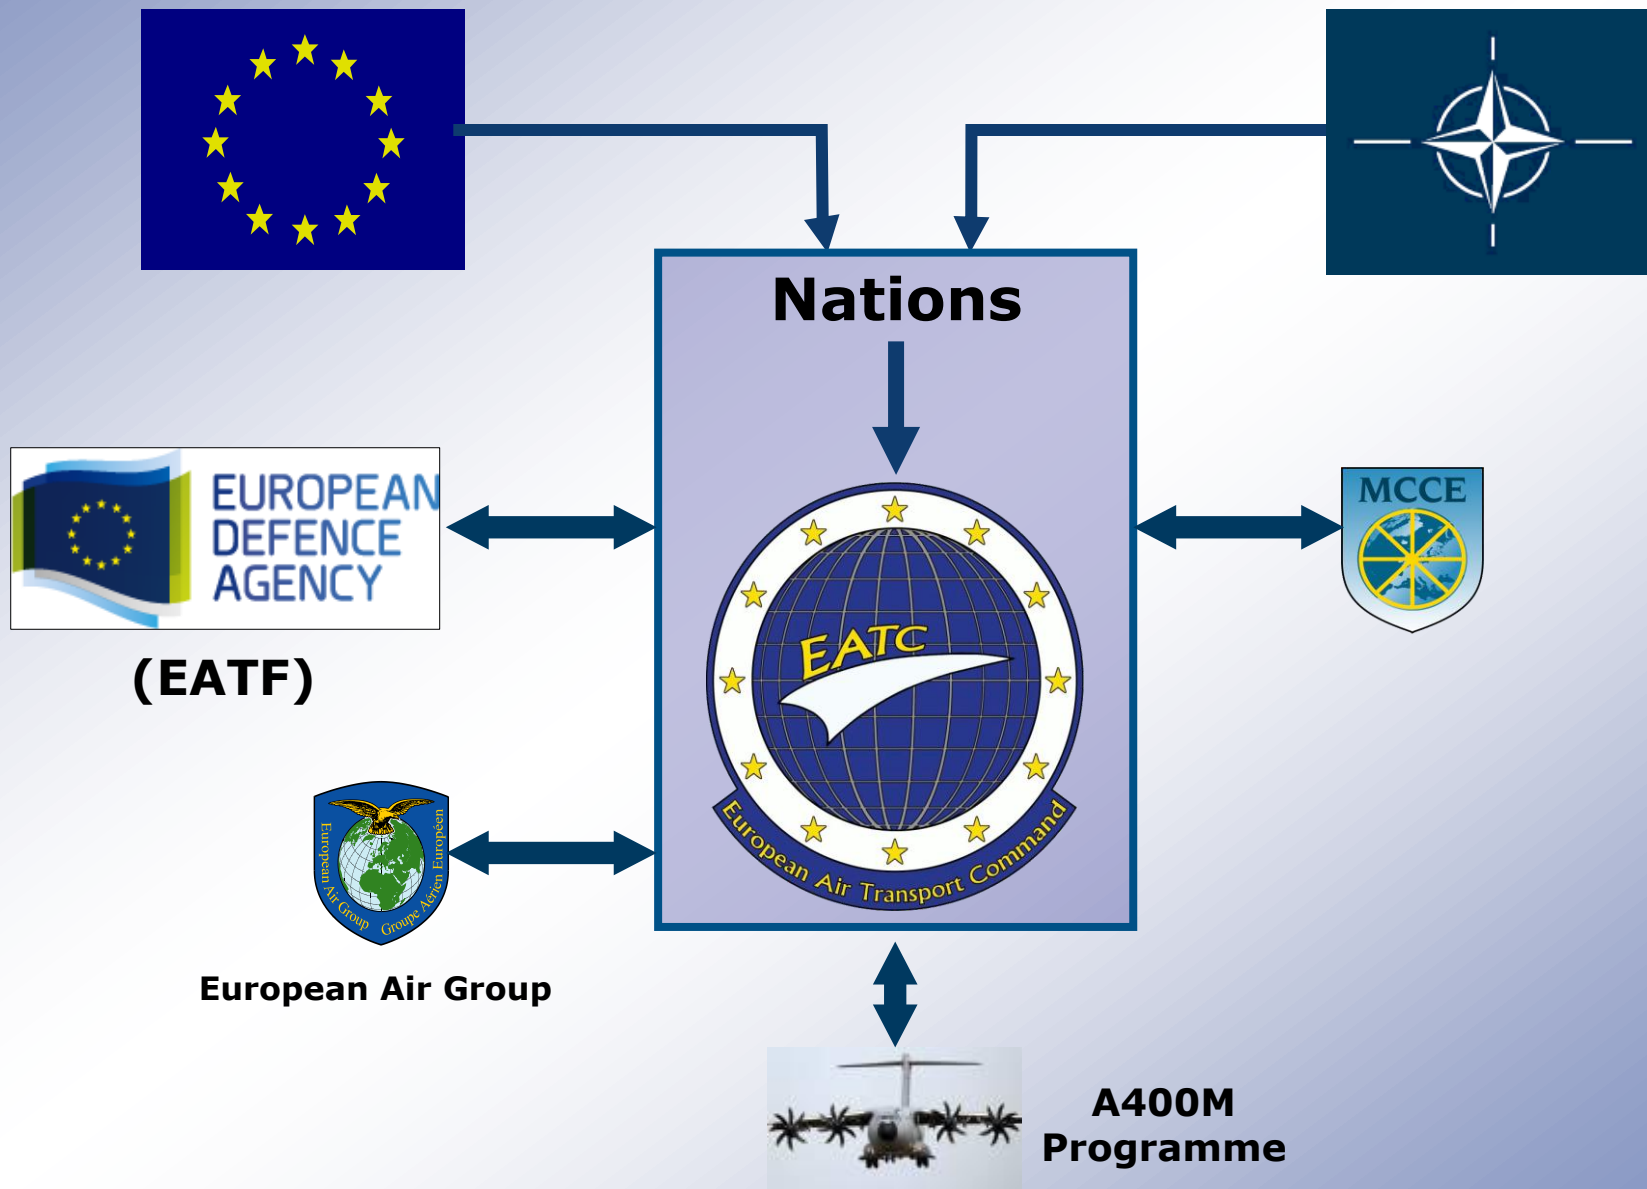 Nations
EUROPEAN
DEFENCE
AGENCY
(EATF)
MCCE
EATC
European Air Transport Command
European Air Group Groupe Aérien Européen
European Air Group
A400M
Programme